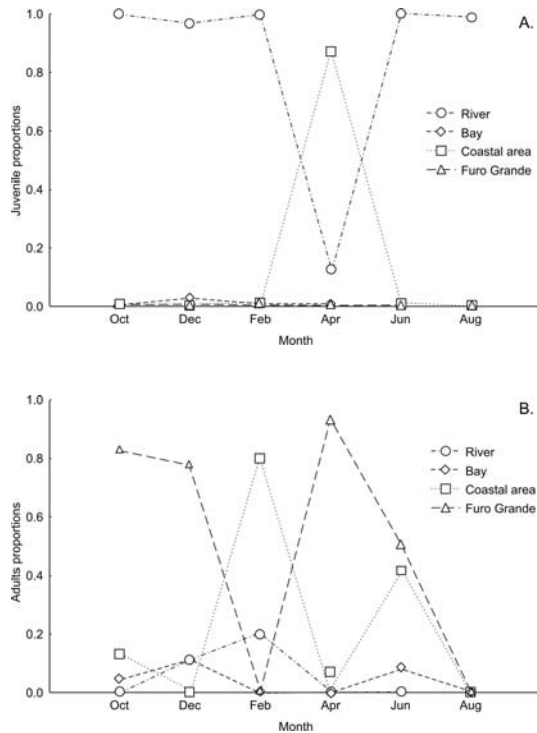 A.
1.0
0.8
0.6
0.4
0.2
0.0
Juvenile proportions
River
Bay
Coastal area
Furo Grande
Oct Dec Feb Apr Jun Aug
Month
B.
1.0
0.8
0.6
0.4
0.2
0.0
Adults proportions
River
Bay
Coastal area
Furo Grande
Oct Dec Feb Apr Jun Aug
Month